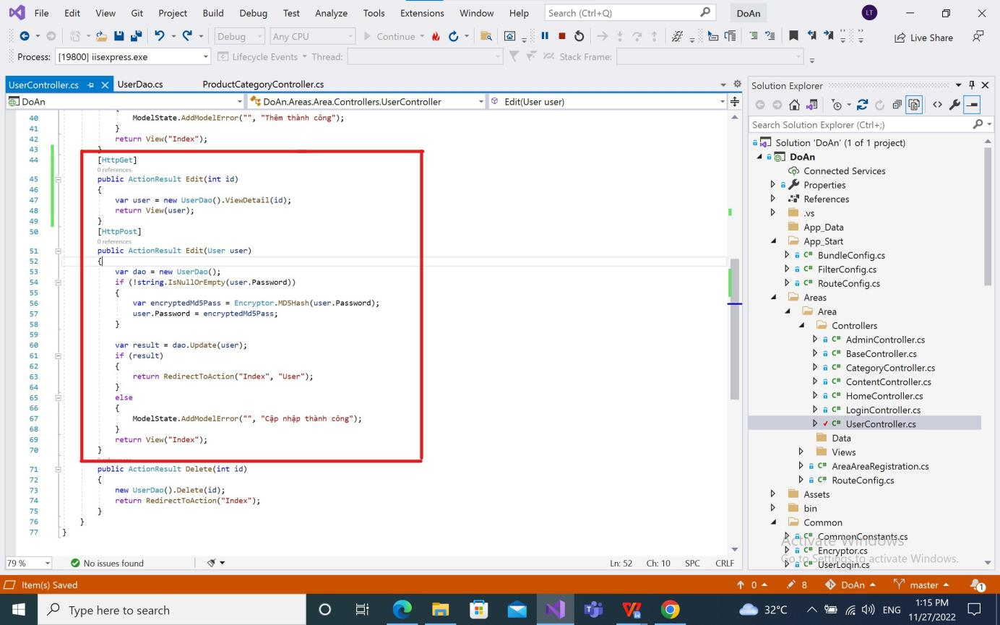 File Edit View Git Project Build Debug Test Analyze Tools Extensions Window Help Search (Ctrl+Q) DoAn LT
Debug Any CPU Continue Live Share
Process: [19800] iisexpress.exe Lifecycle Events Thread: Stack Frame:
UserController.cs UserDao.cs ProductCategoryController.cs
DoAn DoAn.Areas.Area.Controllers.UserController Edit(User user)
40 ModelState.AddModelError("", "Thêm thành công");
41 }
42 return View("Index");
43 }
44 [HttpGet]
0 references
45 public ActionResult Edit(int id)
46 {
47 var user = new UserDao().ViewDetail(id);
48 return View(user);
49 }
50 [HttpPost]
0 references
51 public ActionResult Edit(User user)
52 {
53 var dao = new UserDao();
54 if (!string.IsNullOrEmpty(user.Password))
55 {
56 var encryptedMd5Pass = Encryptor.MD5Hash(user.Password);
57 user.Password = encryptedMd5Pass;
58 }
59
60 var result = dao.Update(user);
61 if (result)
62 {
63 return RedirectToAction("Index", "User");
64 }
65 else
66 {
67 ModelState.AddModelError("", "Cập nhập thành công");
68 }
69 return View("Index");
70 }
71 public ActionResult Delete(int id)
72 {
73 new UserDao().Delete(id);
74 return RedirectToAction("Index");
75 }
76 }
77 }
79 % No issues found Ln: 52 Ch: 10 SPC CRLF
Solution Explorer
Search Solution Explorer (Ctrl+;)
Solution 'DoAn' (1 of 1 project)
DoAn
Connected Services
Properties
References
.vs
App_Data
App_Start
C# BundleConfig.cs
C# FilterConfig.cs
C# RouteConfig.cs
Areas
Area
Controllers
C# AdminController.cs
C# BaseController.cs
C# CategoryController.cs
C# ContentController.cs
C# HomeController.cs
C# LoginController.cs
C# UserController.cs
Data
Views
C# AreaAreaRegistration.cs
C# RouteConfig.cs
Assets
bin
Common
C# CommonConstants.cs
C# Encryptor.cs
C# UserLogin.cs
Activate Windows
Go to Settings to activate Windows.
Item(s) Saved 0 8 DoAn master 1
Type here to search 32°C ENG 1:15 PM
11/27/2022